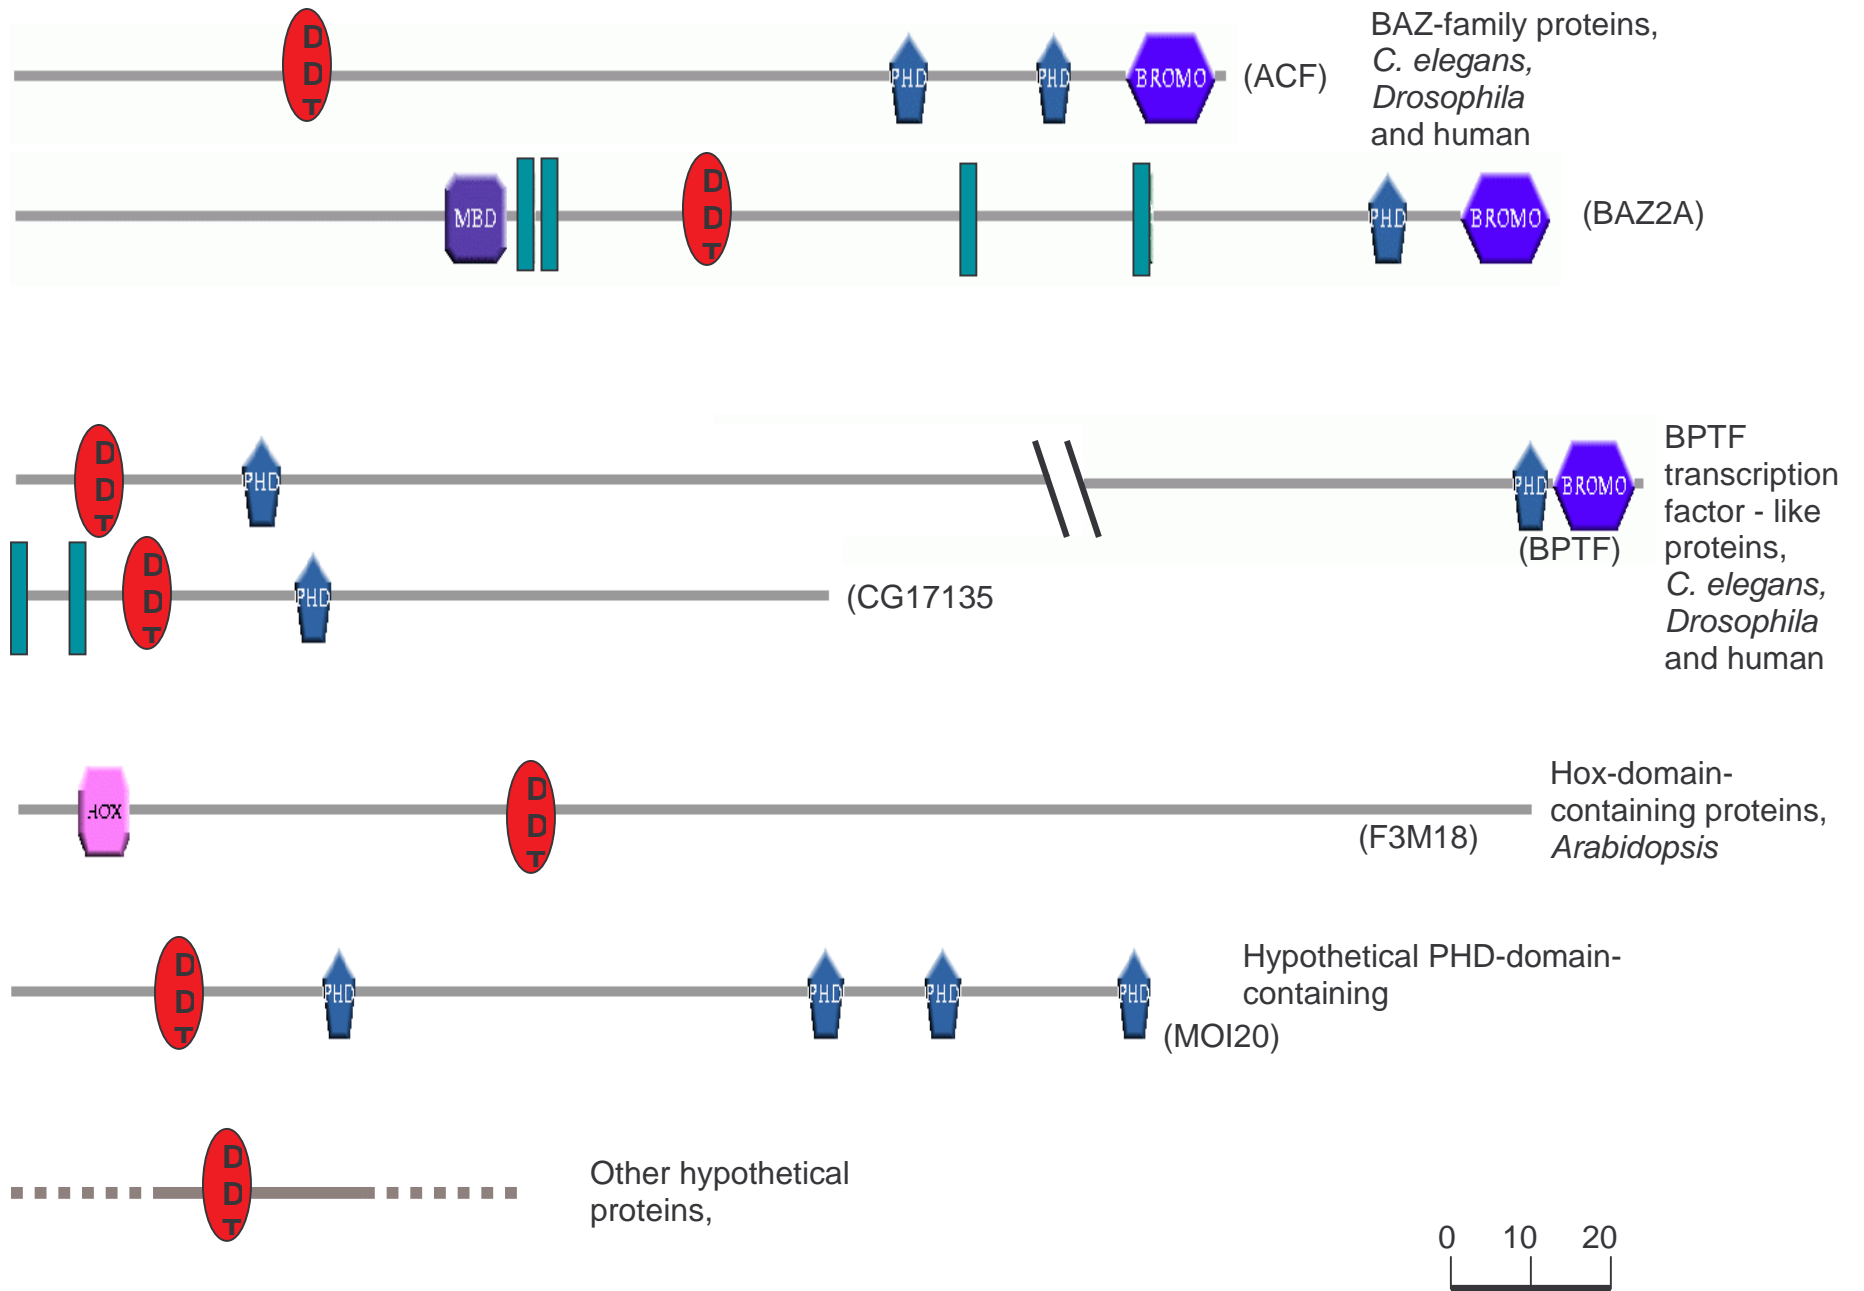 D
D
T
PHD
PHD
BROMO
(ACF)
BAZ-family proteins,
C. elegans,
Drosophila
and human
MBD
D
D
T
PHD
BROMO
(BAZ2A)
D
D
T
PHD
PHD
BROMO
(BPTF)
BPTF
transcription
factor - like
proteins,
C. elegans,
Drosophila
and human
D
D
T
PHD
(CG17135
HOX
D
D
T
(F3M18)
Hox-domain-
containing proteins,
Arabidopsis
D
D
T
PHD
PHD
PHD
PHD
(MOI20)
Hypothetical PHD-domain-
containing
D
D
T
Other hypothetical
proteins,
0 10 20